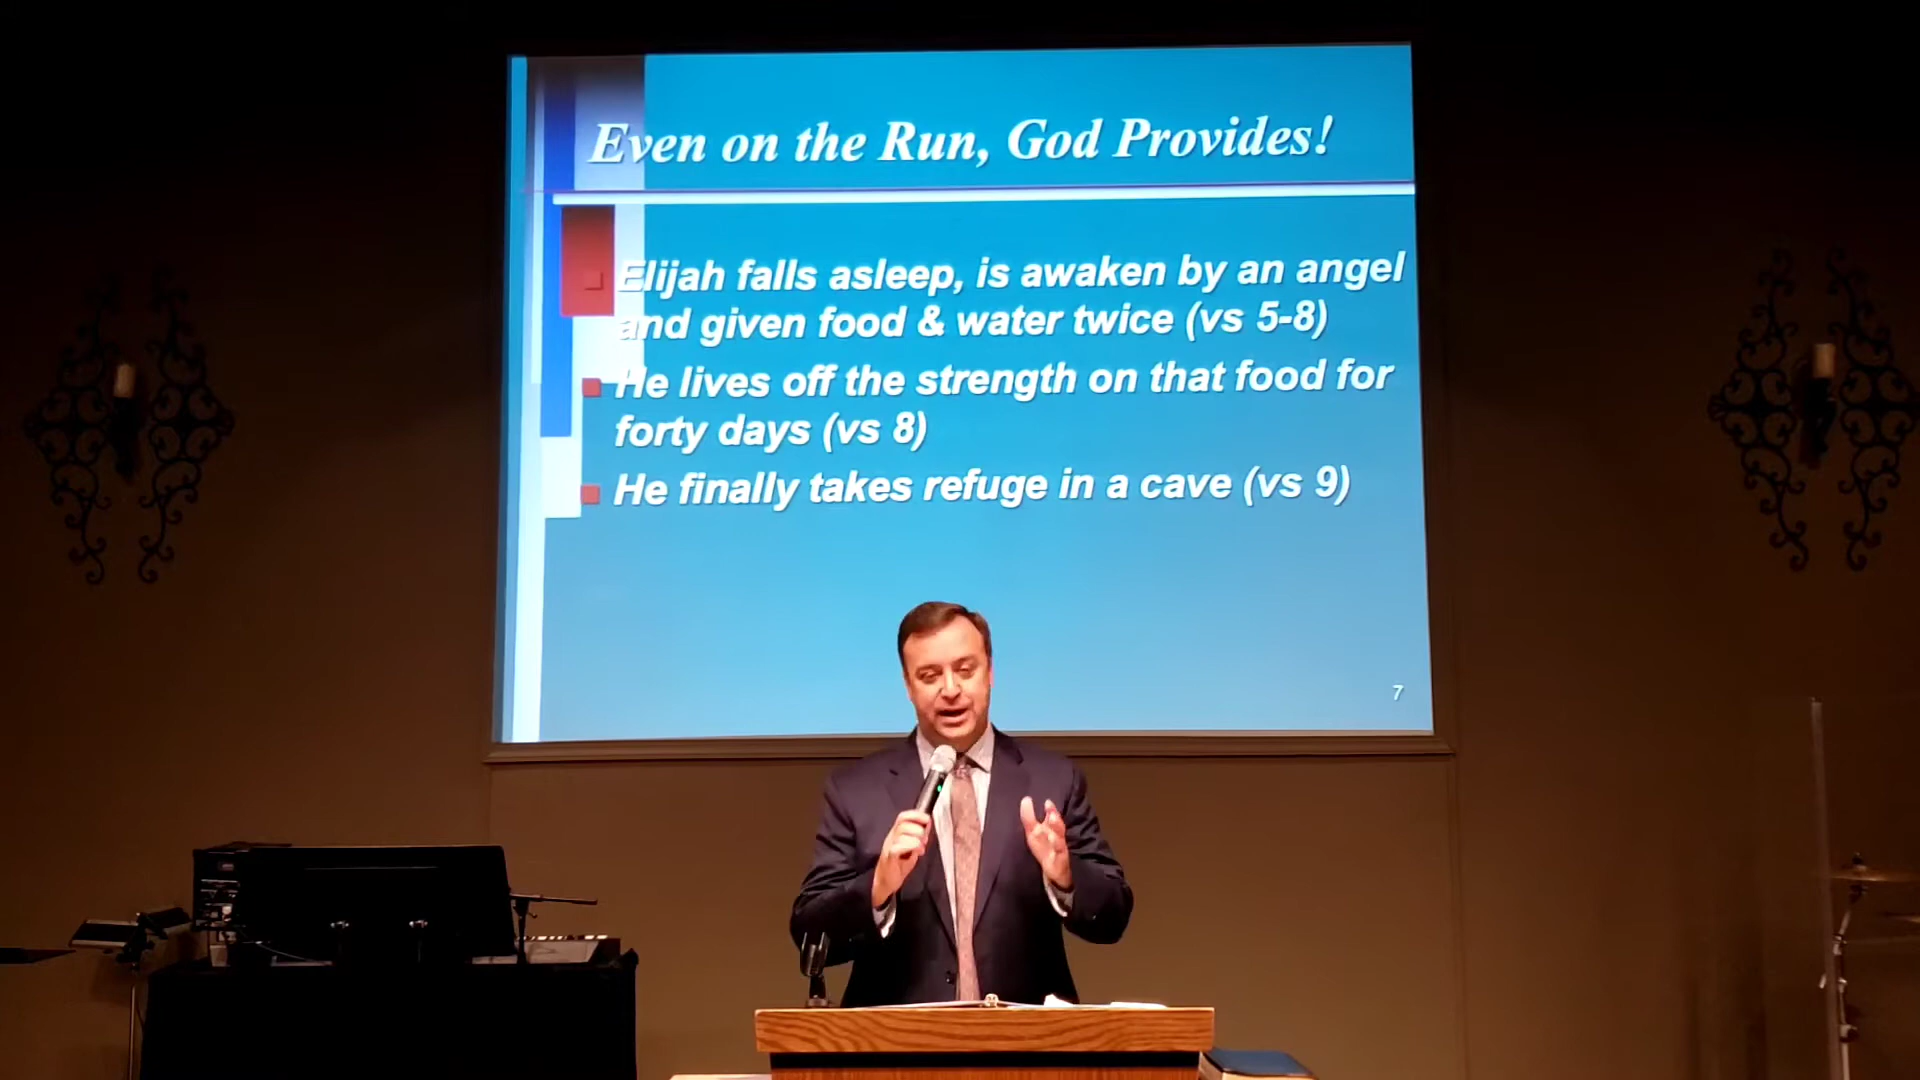 Even on the Run, God Provides!
Elijah falls asleep, is awaken by an angel
and given food & water twice (vs 5-8)
He lives off the strength on that food for
forty days (vs 8)
He finally takes refuge in a cave (vs 9)
7